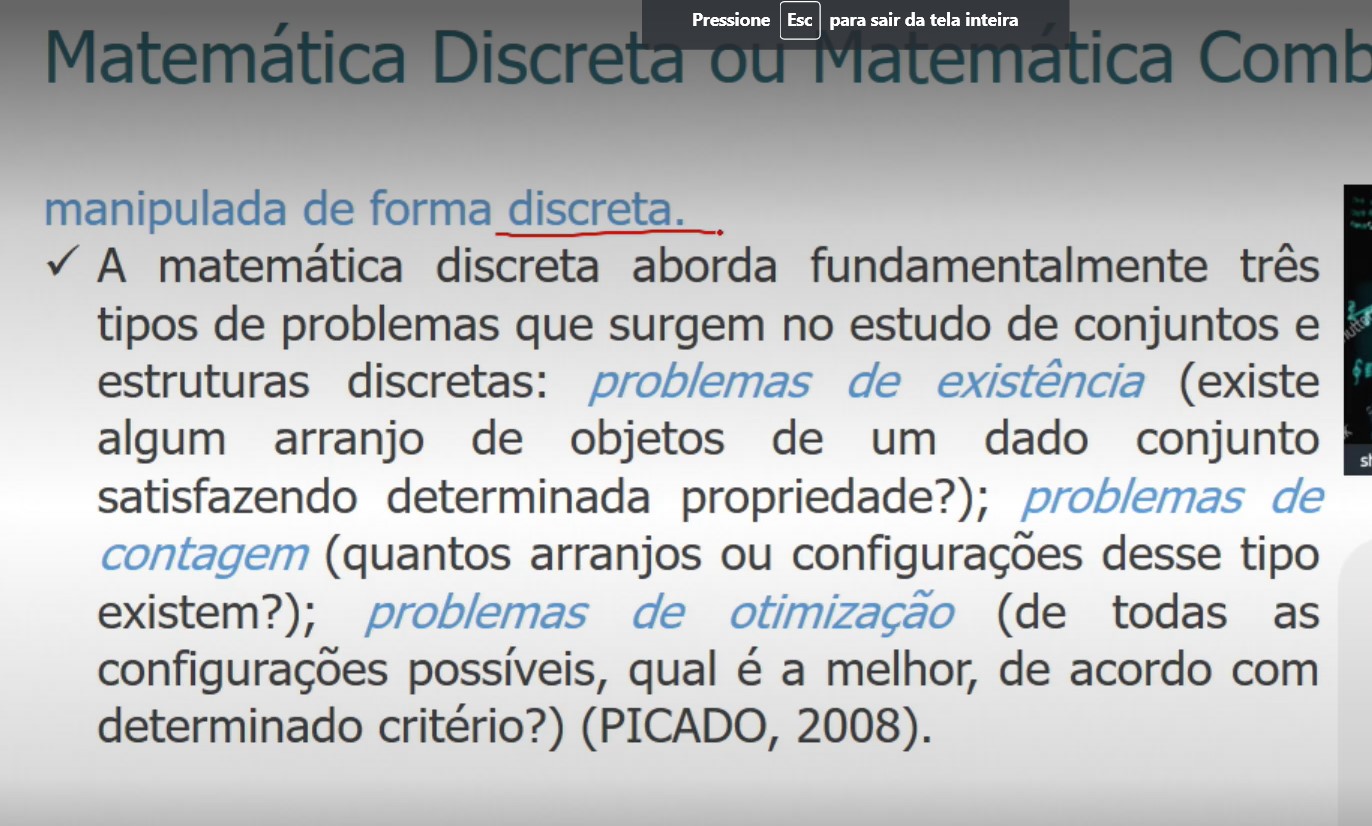 Pressione Esc para sair da tela inteira
Matemática Discreta ou Matemática Comb
manipulada de forma discreta.
✓ A matemática discreta aborda fundamentalmente três
tipos de problemas que surgem no estudo de conjuntos e
estruturas discretas: problemas de existência (existe
algum arranjo de objetos de um dado conjunto
satisfazendo determinada propriedade?); problemas de
contagem (quantos arranjos ou configurações desse tipo
existem?); problemas de otimização (de todas as
configurações possíveis, qual é a melhor, de acordo com
determinado critério?) (PICADO, 2008).